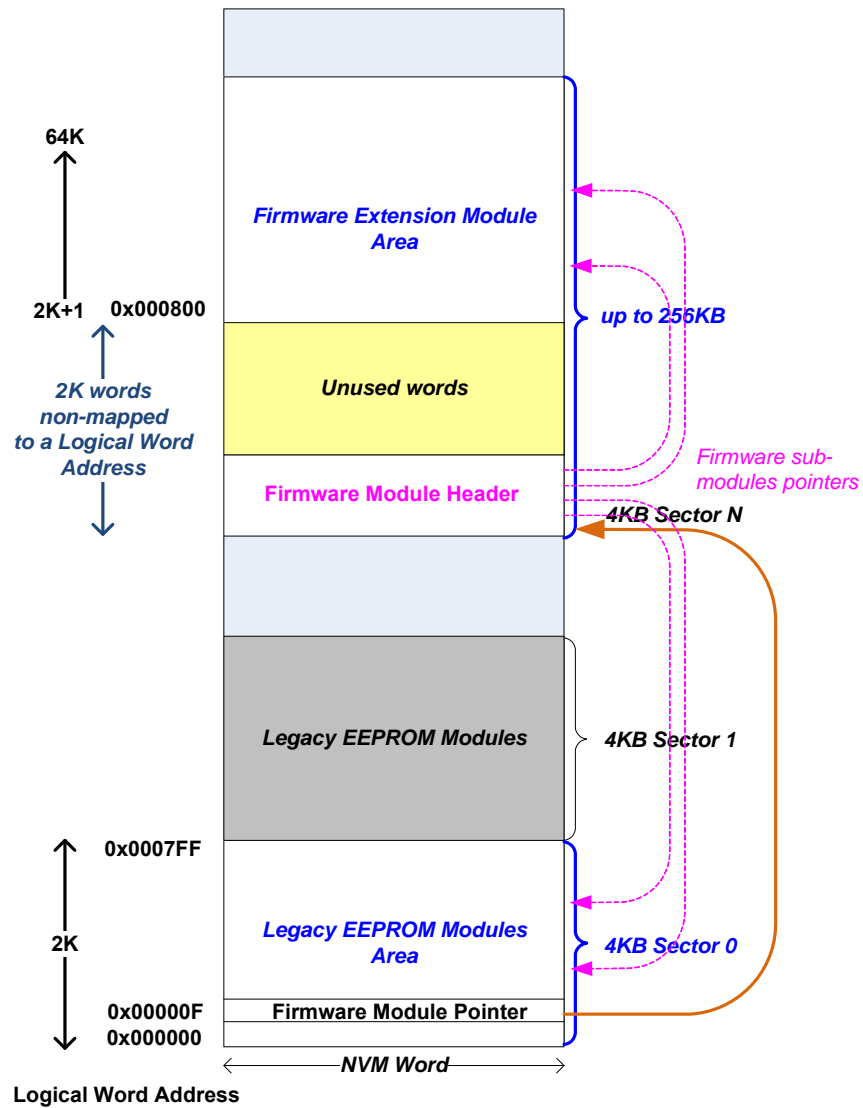 64K
Firmware Extension Module
Area
2K+1
0x000800
up to 256KB
2K words
non-mapped
to a Logical Word
Address
Unused words
Firmware sub-
modules pointers
Firmware Module Header
4KB Sector N
Legacy EEPROM Modules
4KB Sector 1
0x0007FF
2K
Legacy EEPROM Modules
Area
4KB Sector 0
0x00000F
Firmware Module Pointer
0x000000
NVM Word
Logical Word Address